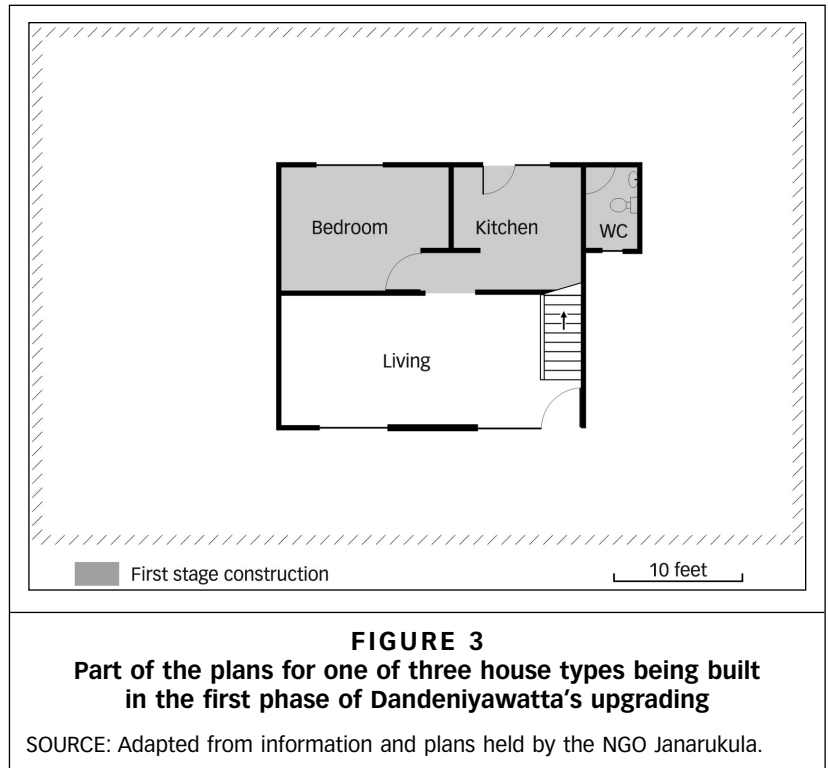 Bedroom
Kitchen
WC
Living
First stage construction
10 feet
FIGURE 3
Part of the plans for one of three house types being built
in the first phase of Dandeniyawatta’s upgrading
SOURCE: Adapted from information and plans held by the NGO Janarukula.